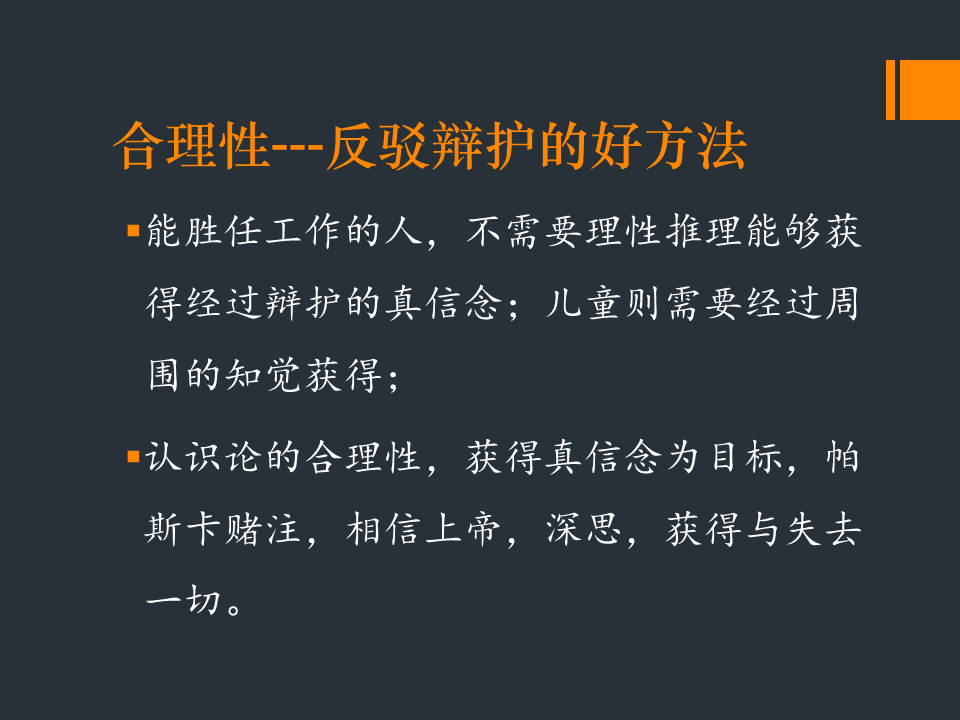 合理性---反驳辩护的好方法
能胜任工作的人，不需要理性推理能够获
得经过辩护的真信念；儿童则需要经过周
围的知觉获得；
认识论的合理性，获得真信念为目标，帕
斯卡赌注，相信上帝，深思，获得与失去
一切。